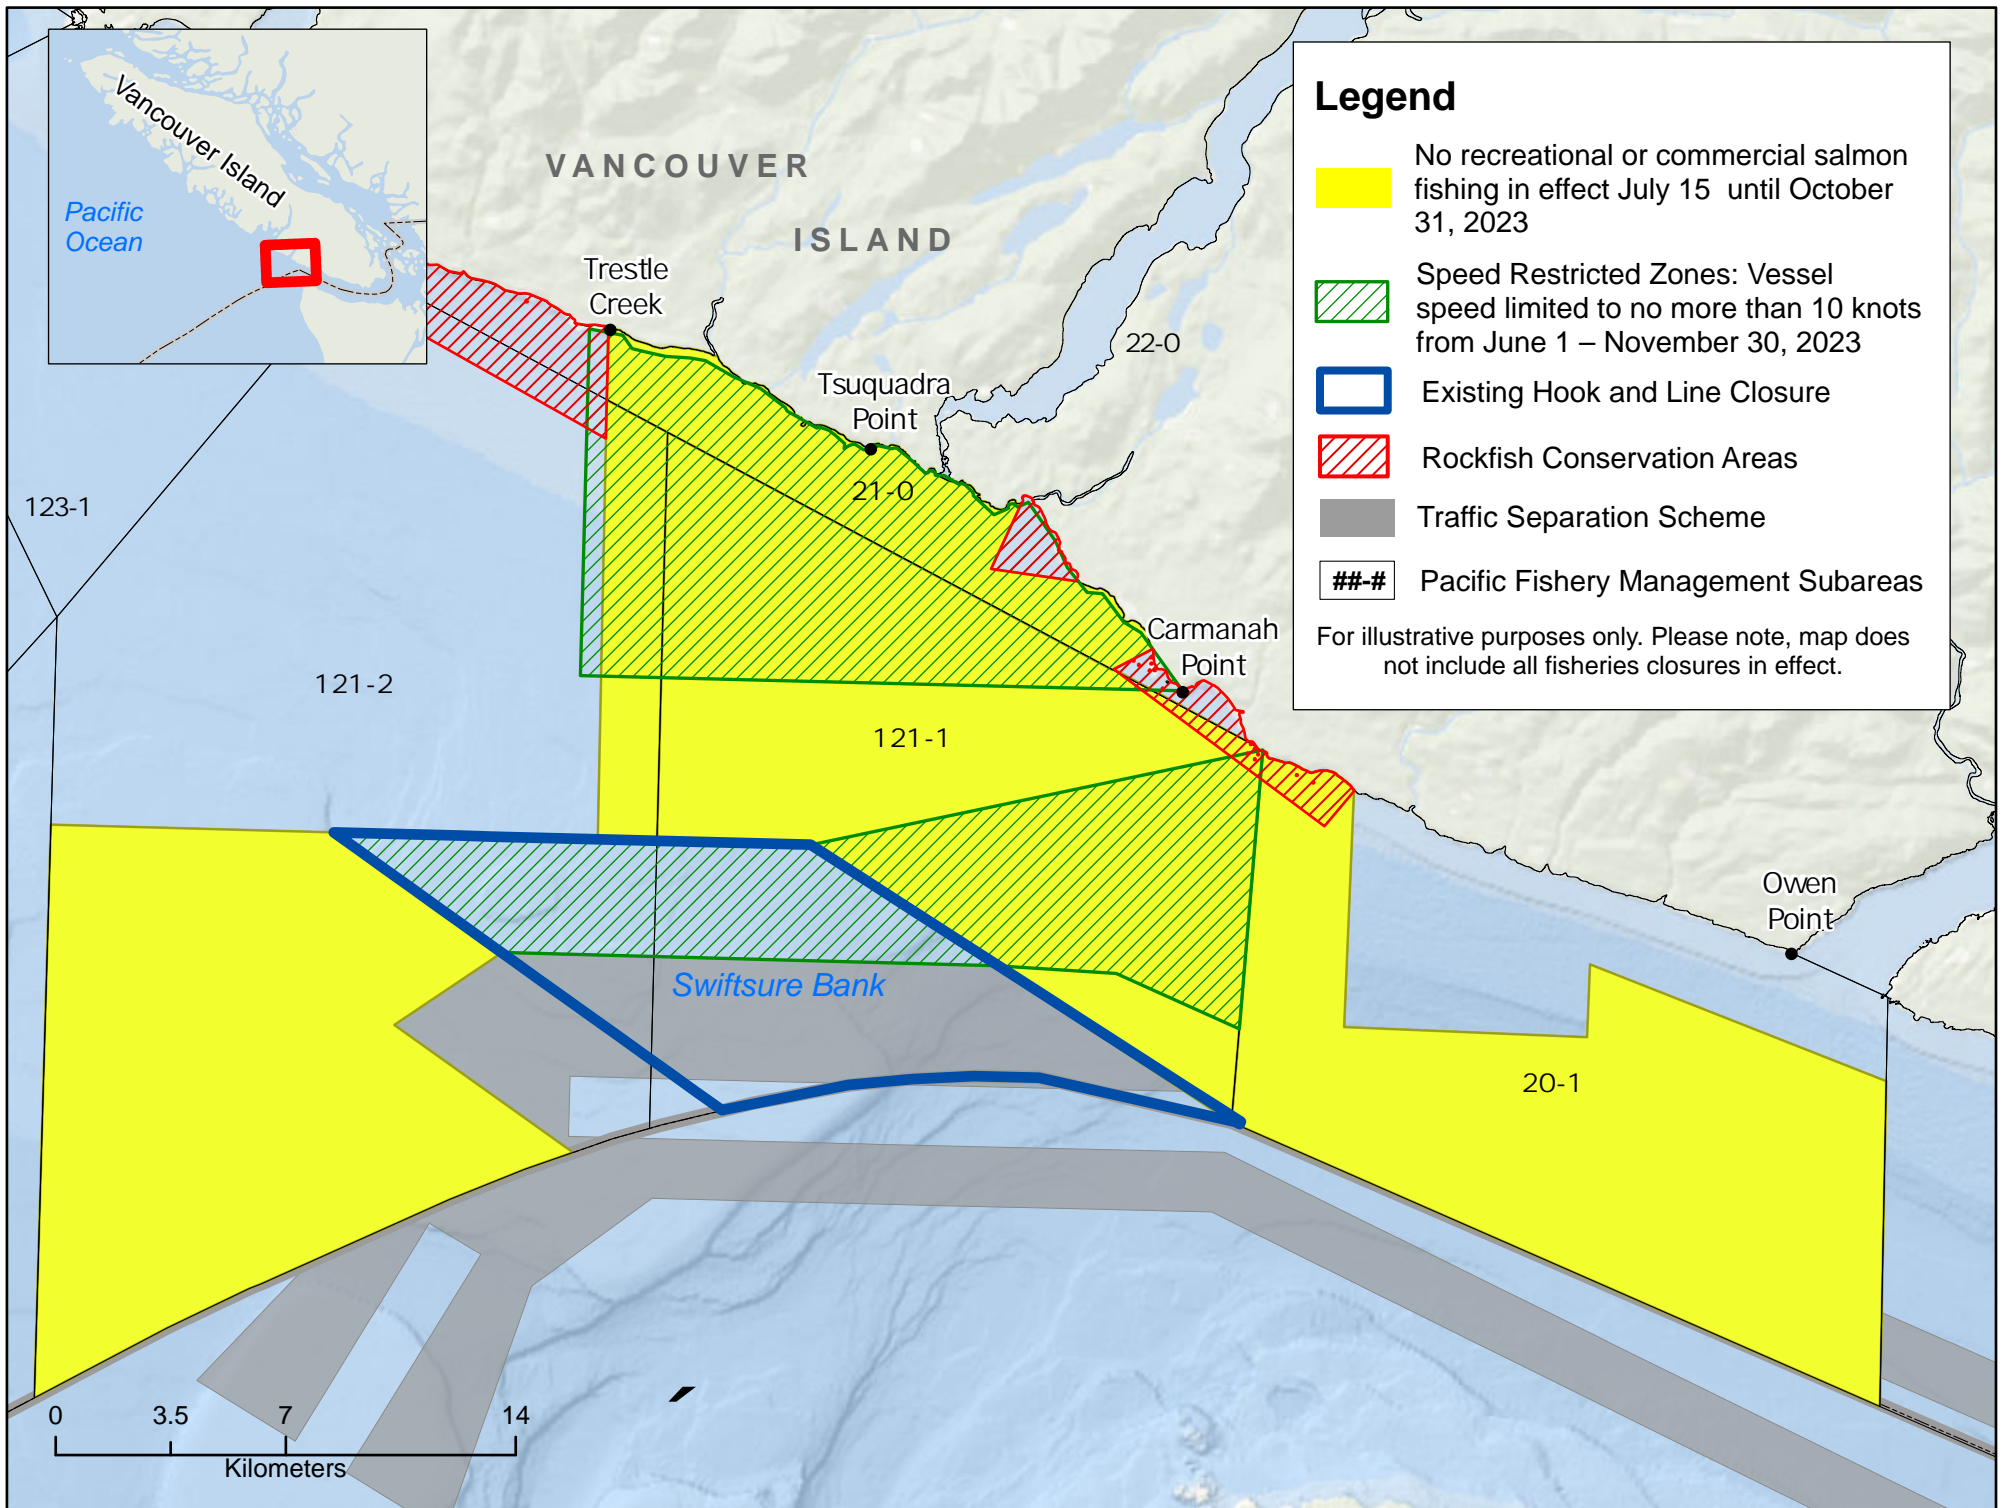 Vancouver Island
Pacific
Ocean
VANCOUVER
ISLAND
Trestle
Creek
Tsuquadra
Point
22-0
21-0
123-1
121-2
Carmanah
Point
121-1
Swiftsure Bank
Owen
Point
20-1
0 3.5 7 14
Kilometers
Legend
No recreational or commercial salmon
fishing in effect July 15 until October
31, 2023
Speed Restricted Zones: Vessel
speed limited to no more than 10 knots
from June 1 – November 30, 2023
Existing Hook and Line Closure
Rockfish Conservation Areas
Traffic Separation Scheme
##-# Pacific Fishery Management Subareas
For illustrative purposes only. Please note, map does
not include all fisheries closures in effect.